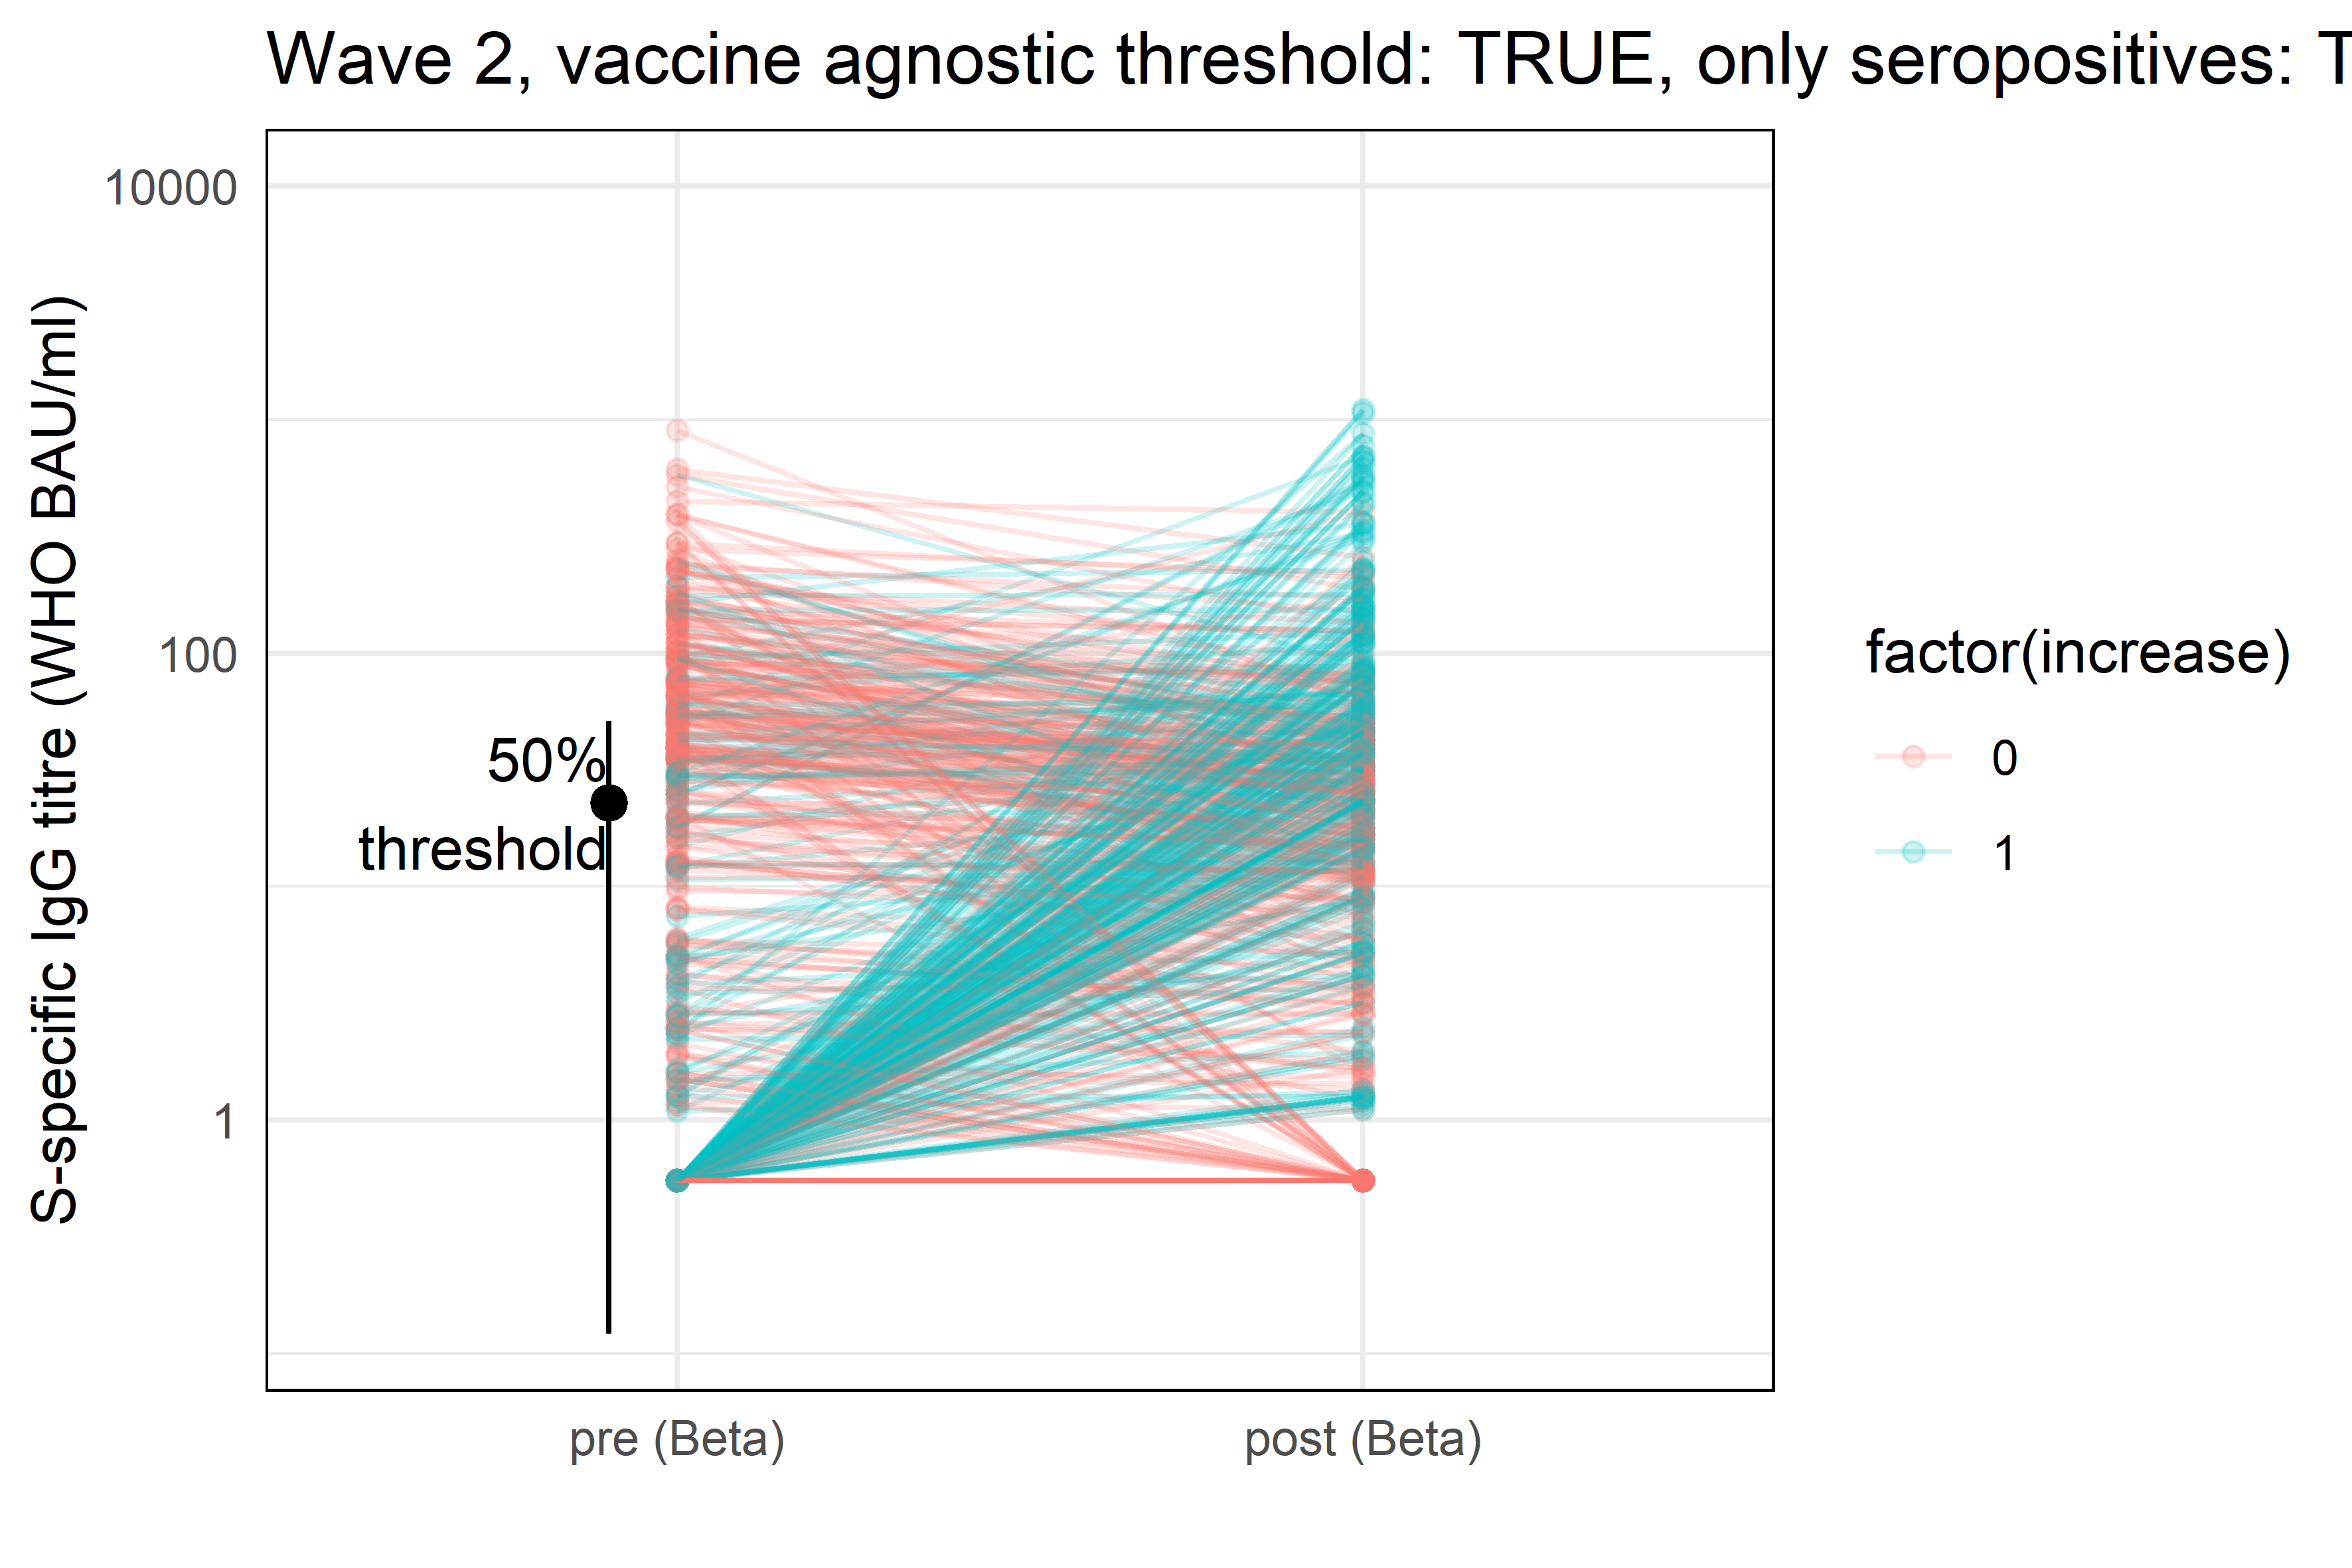 Wave 2, vaccine agnostic threshold: TRUE, only seropositives: T
S-specific IgG titre (WHO BAU/ml)
10000
100
1
50%
threshold
pre (Beta)
post (Beta)
factor(increase)
0
1